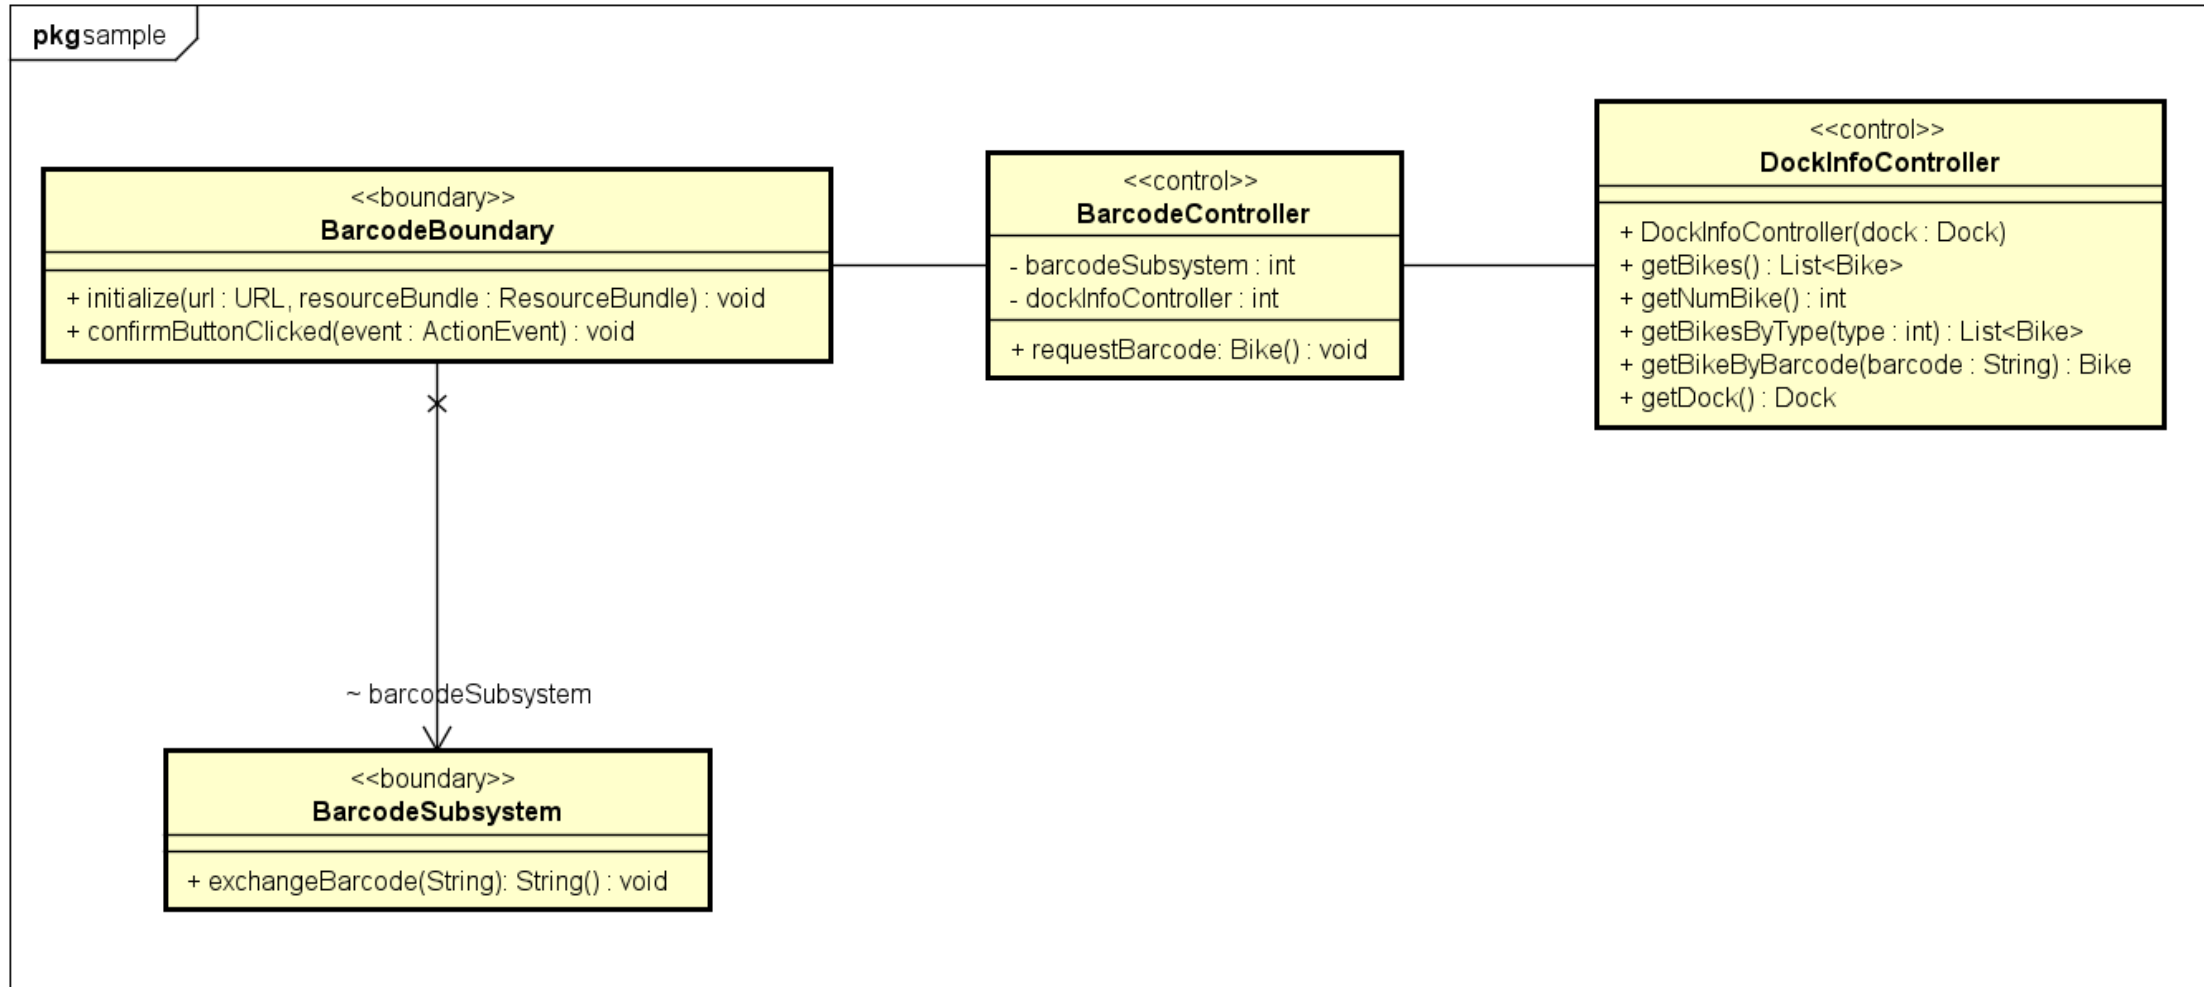 pkg sample
<<boundary>>
BarcodeBoundary
+ initialize(url : URL, resourceBundle : ResourceBundle) : void
+ confirmButtonClicked(event : ActionEvent) : void
<<control>>
BarcodeController
- barcodeSubsystem : int
- dockInfoController : int
+ requestBarcode: Bike() : void
<<control>>
DockInfoController
+ DockInfoController(dock : Dock)
+ getBikes() : List<Bike>
+ getNumBike() : int
+ getBikesByType(type : int) : List<Bike>
+ getBikeByBarcode(barcode : String) : Bike
+ getDock() : Dock
~ barcodeSubsystem
<<boundary>>
BarcodeSubsystem
+ exchangeBarcode(String): String() : void